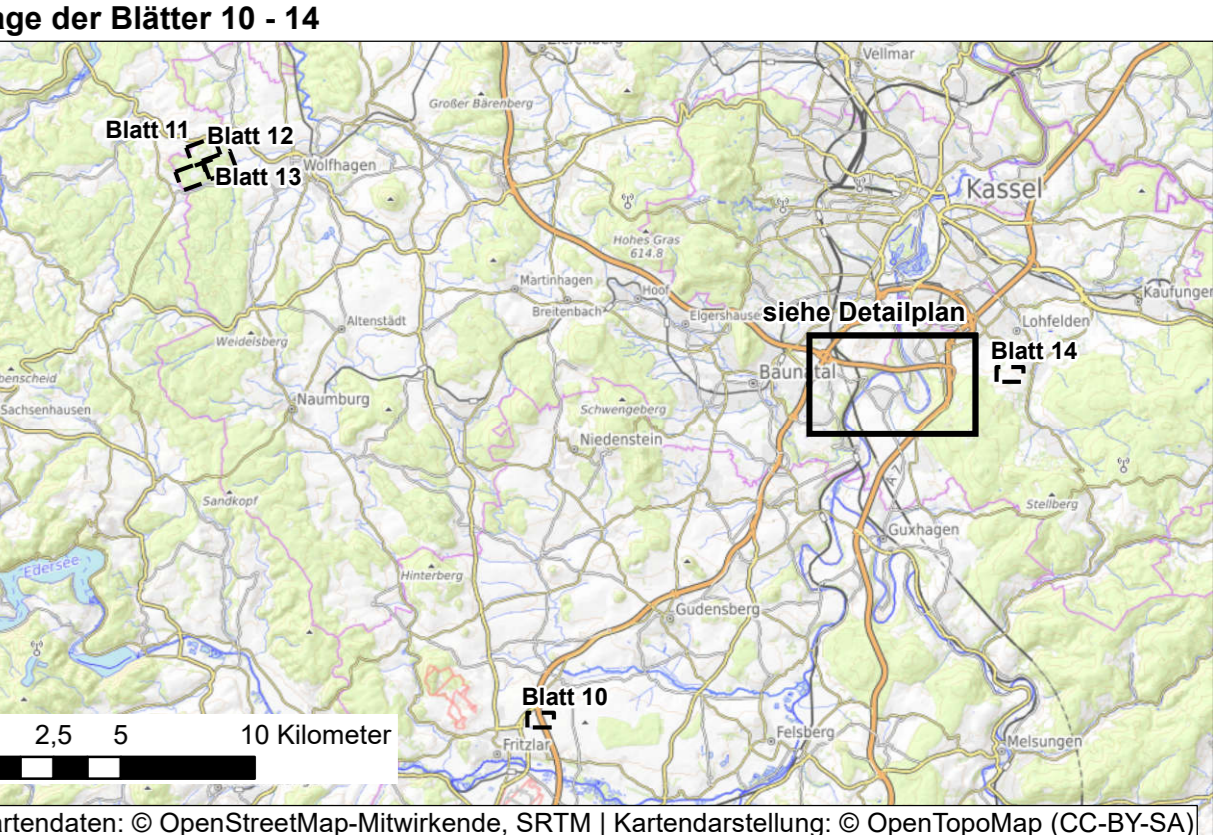 age der Blätter 10 - 14
Vellmar
Großer Bärenberg
Blatt 11
Blatt 12
Wolfhagen
Blatt 13
Kassel
Hohes Gras
614.8
Martinhagen
Hoof
Kaufungen
Breitenbach
Elgershause
siehe Detailplan
Altenstädt
Lohfelden
Weidelsberg
Blatt 14
Baunatal
benscheid
Naumburg
Sachsenhausen
Schwengeberg
Niedenstein
A 7
Sandkopf
Stellberg
Guxhagen
Edersee
Hinterberg
Gudensberg
Blatt 10
2,5 5 10 Kilometer
Fritzlar
Felsberg
Melsungen
artendaten: © OpenStreetMap-Mitwirkende, SRTM | Kartendarstellung: © OpenTopoMap (CC-BY-SA)